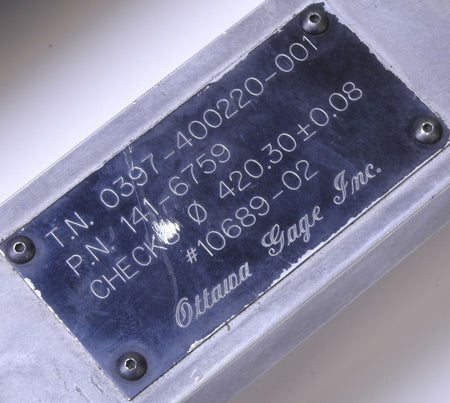 T.N. 0397-400220-001
P.N. 141-6759
CHECKS Ø 420.30±0.08
#10689-02
Ottawa Gage Inc.